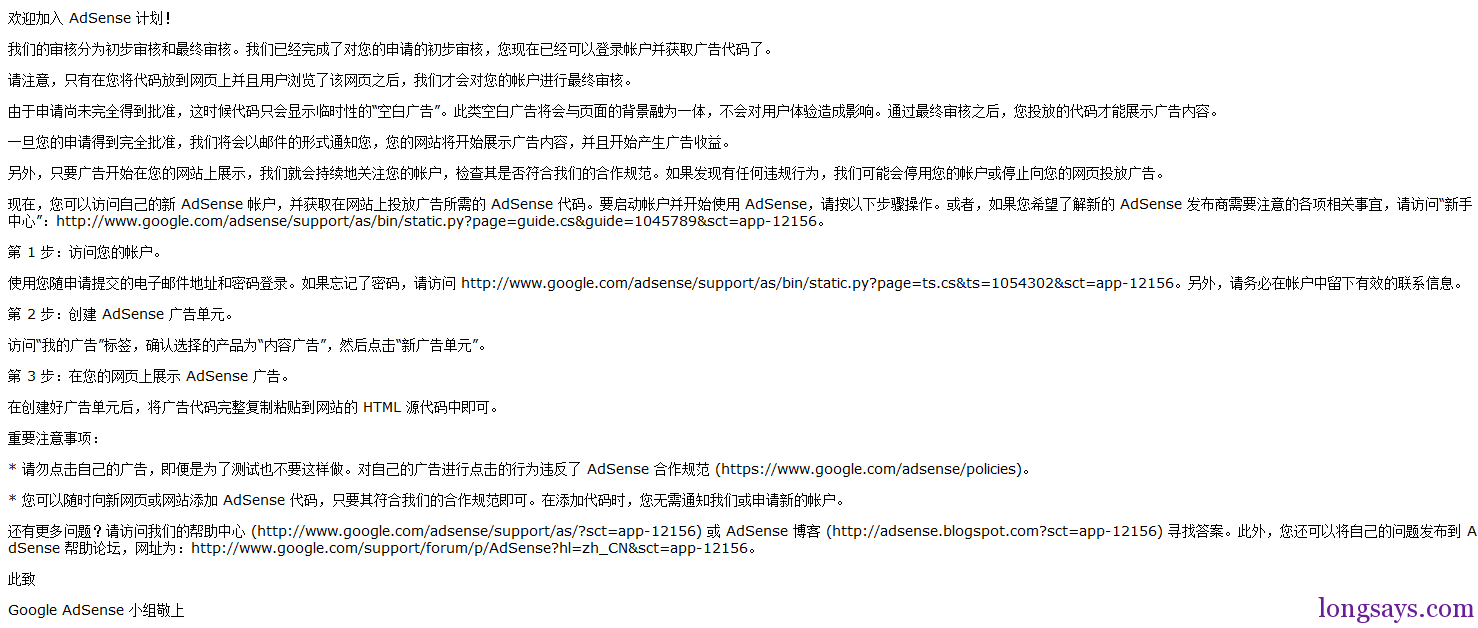 欢迎加入 AdSense 计划！
我们的审核分为初步审核和最终审核。我们已经完成了对您的申请的初步审核，您现在已经可以登录帐户并获取广告代码了。
请注意，只有在您将代码放到网页上并且用户浏览了该网页之后，我们才会对您的帐户进行最终审核。
由于申请尚未完全得到批准，这时候代码只会显示临时性的“空白广告”。此类空白广告将会与页面的背景融为一体，不会对用户体验造成影响。通过最终审核之后，您投放的代码才能展示广告内容。
一旦您的申请得到完全批准，我们将会以邮件的形式通知您，您的网站将开始展示广告内容，并且开始产生广告收益。
另外，只要广告开始在您的网站上展示，我们就会持续地关注您的帐户，检查其是否符合我们的合作规范。如果发现有任何违规行为，我们可能会停用您的帐户或停止向您的网页投放广告。
现在，您可以访问自己的新 AdSense 帐户，并获取在网站上投放广告所需的 AdSense 代码。要启动帐户并开始使用 AdSense，请按以下步骤操作。或者，如果您希望了解新的 AdSense 发布商需要注意的各项相关事宜，请访问“新手
中心”：http://www.google.com/adsense/support/as/bin/static.py?page=guide.cs&guide=1045789&sct=app-12156。
第 1 步：访问您的帐户。
使用您随申请提交的电子邮件地址和密码登录。如果忘记了密码，请访问 http://www.google.com/adsense/support/as/bin/static.py?page=ts.cs&ts=1054302&sct=app-12156。另外，请务必在帐户中留下有效的联系信息。
第 2 步：创建 AdSense 广告单元。
访问“我的广告”标签，确认选择的产品为“内容广告”，然后点击“新广告单元”。
第 3 步：在您的网页上展示 AdSense 广告。
在创建好广告单元后，将广告代码完整复制粘贴到网站的 HTML 源代码中即可。
重要注意事项：
* 请勿点击自己的广告，即便是为了测试也不要这样做。对自己的广告进行点击的行为违反了 AdSense 合作规范 (https://www.google.com/adsense/policies)。
* 您可以随时向新网页或网站添加 AdSense 代码，只要其符合我们的合作规范即可。在添加代码时，您无需通知我们或申请新的帐户。
还有更多问题？请访问我们的帮助中心 (http://www.google.com/adsense/support/as/?sct=app-12156) 或 AdSense 博客 (http://adsense.blogspot.com?sct=app-12156) 寻找答案。此外，您还可以将自己的问题发布到 A
dSense 帮助论坛，网址为：http://www.google.com/support/forum/p/AdSense?hl=zh_CN&sct=app-12156。
此致
Google AdSense 小组敬上
longsays.com